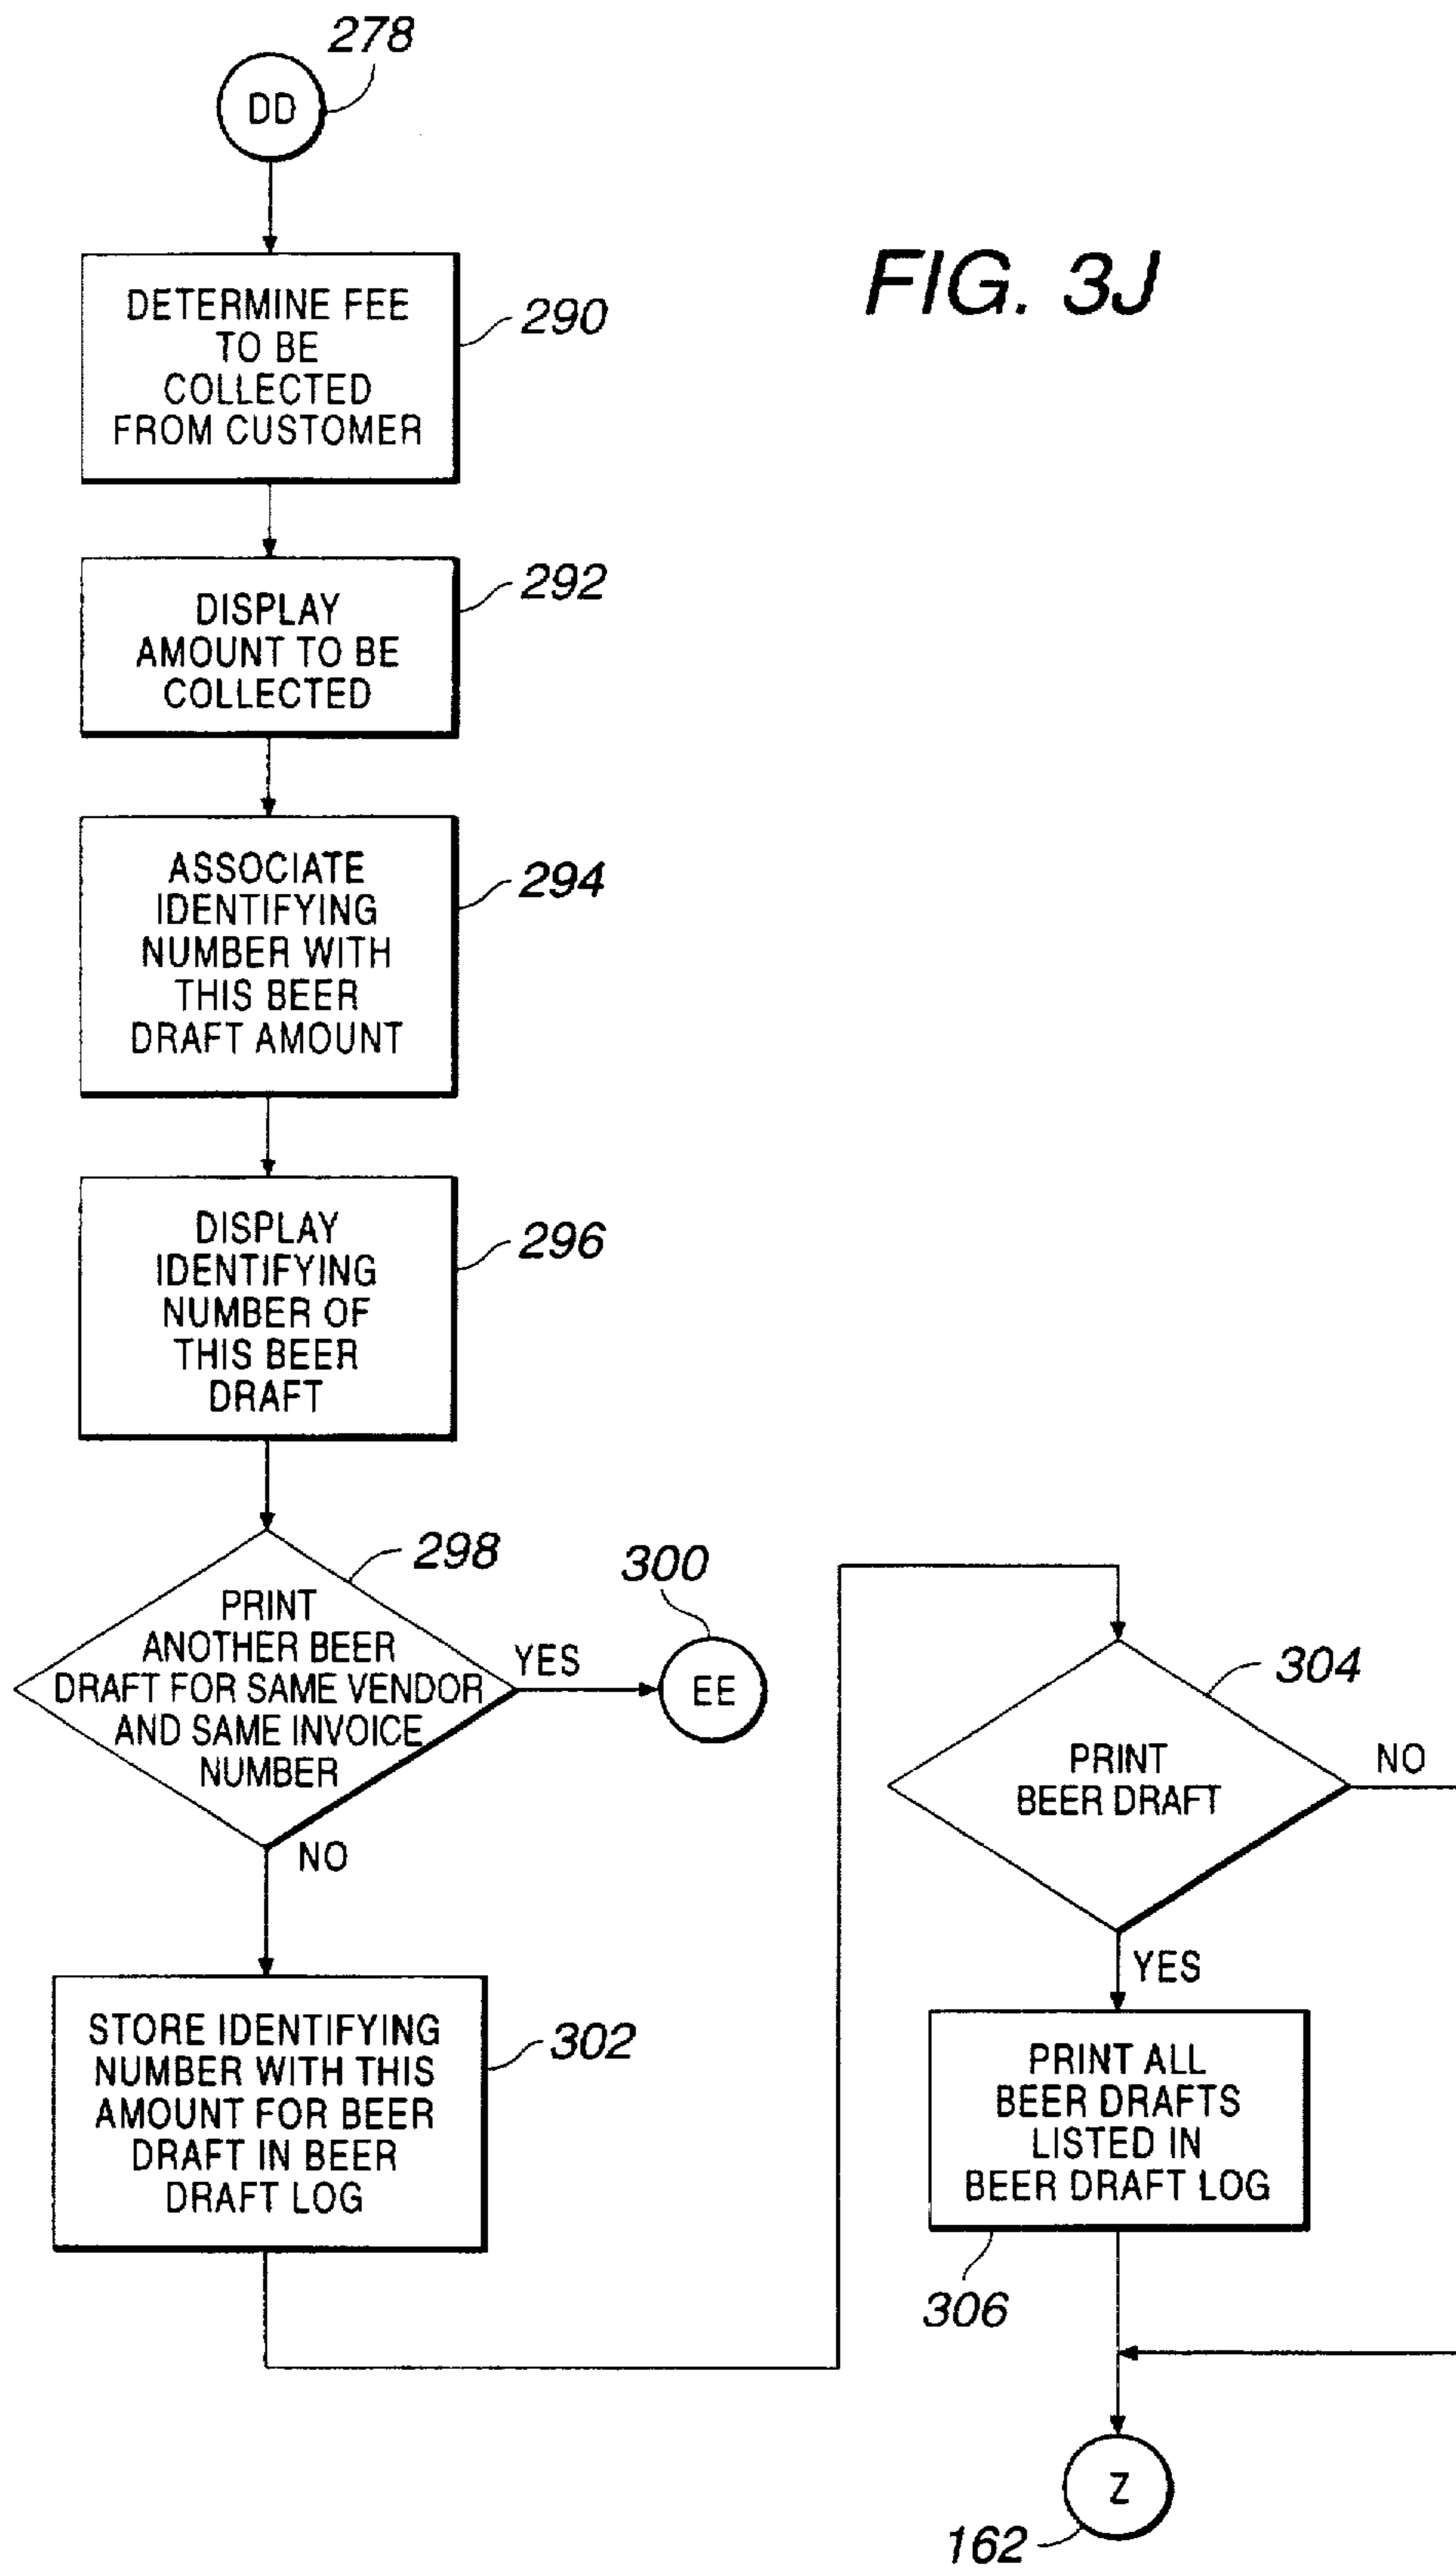 278
DD
FIG. 3J
DETERMINE FEE
TO BE
COLLECTED
FROM CUSTOMER
290
DISPLAY
AMOUNT TO BE
COLLECTED
292
ASSOCIATE
IDENTIFYING
NUMBER WITH
THIS BEER
DRAFT AMOUNT
294
DISPLAY
IDENTIFYING
NUMBER OF
THIS BEER
DRAFT
296
PRINT
ANOTHER BEER
DRAFT FOR SAME VENDOR
AND SAME INVOICE
NUMBER
298
YES
300
EE
NO
STORE IDENTIFYING
NUMBER WITH THIS
AMOUNT FOR BEER
DRAFT IN BEER
DRAFT LOG
302
PRINT
BEER DRAFT
304
NO
YES
PRINT ALL
BEER DRAFTS
LISTED IN
BEER DRAFT LOG
306
Z
162